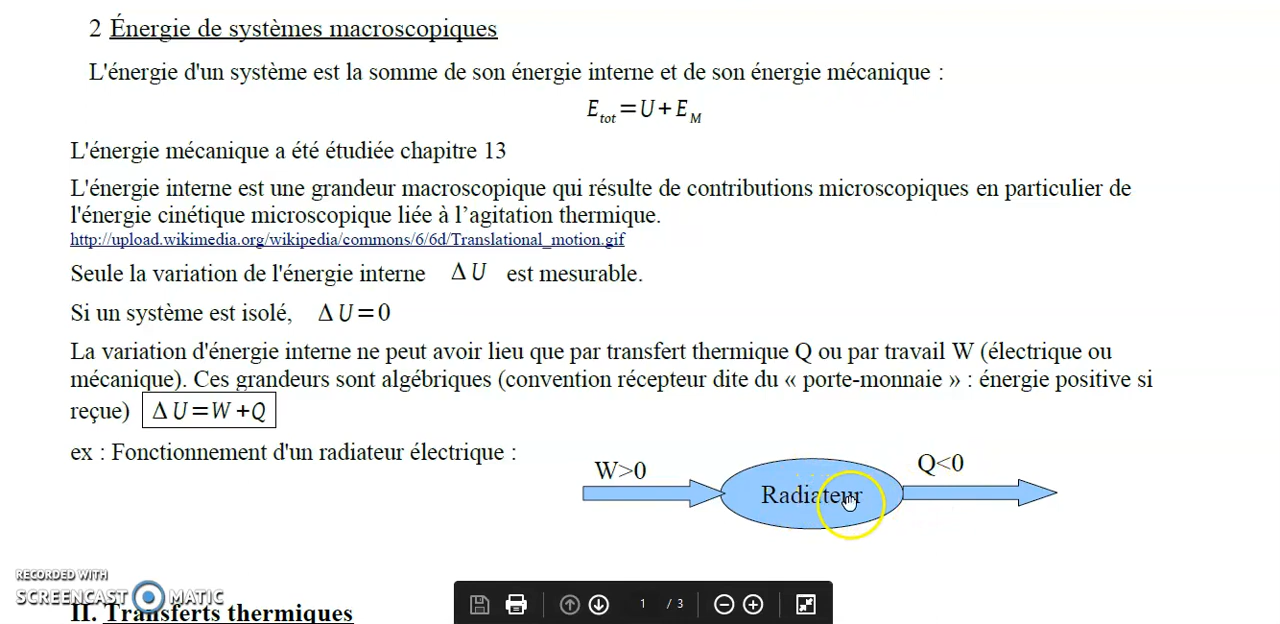 2 Énergie de systèmes macroscopiques
L'énergie d'un système est la somme de son énergie interne et de son énergie mécanique :
E_tot = U + E_M
L'énergie mécanique a été étudiée chapitre 13
L'énergie interne est une grandeur macroscopique qui résulte de contributions microscopiques en particulier de
l'énergie cinétique microscopique liée à l’agitation thermique.
http://upload.wikimedia.org/wikipedia/commons/6/6d/Translational_motion.gif
Seule la variation de l'énergie interne Δ U est mesurable.
Si un système est isolé, Δ U = 0
La variation d'énergie interne ne peut avoir lieu que par transfert thermique Q ou par travail W (électrique ou
mécanique). Ces grandeurs sont algébriques (convention récepteur dite du « porte-monnaie » : énergie positive si
reçue) Δ U = W + Q
ex : Fonctionnement d'un radiateur électrique :
W>0
Radiateur
Q<0
RECORDED WITH
SCREENCAST MATIC
II. Transferts thermiques
1 / 3